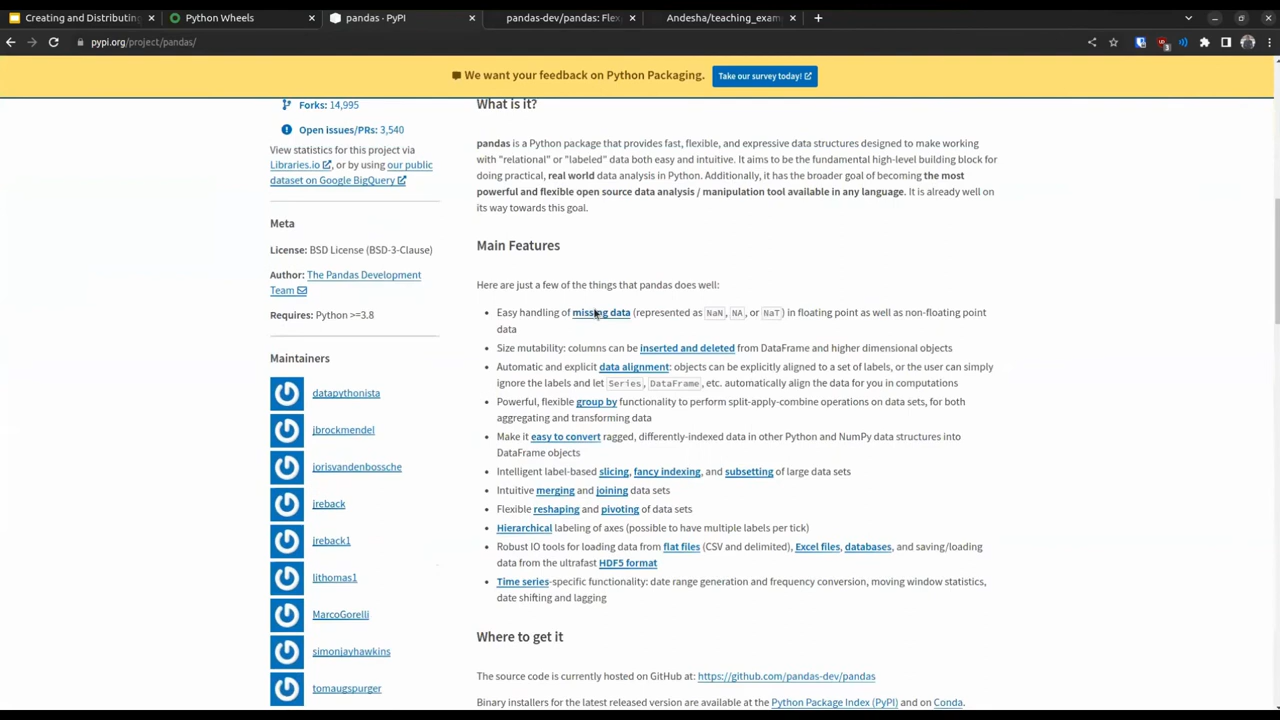 Creating and Distributing
Python Wheels
pandas · PyPI
pandas-dev/pandas: Flex
Andesha/teaching_exam
pypi.org/project/pandas/
We want your feedback on Python Packaging.
Take our survey today!
Forks: 14,995
Open issues/PRs: 3,540
View statistics for this project via
Libraries.io , or by using our public
dataset on Google BigQuery
Meta
License: BSD License (BSD-3-Clause)
Author: The Pandas Development
Team
Requires: Python >=3.8
Maintainers
datapythonista
jbrockmendel
jorisvandenbossche
jreback
jreback1
lithomas1
MarcoGorelli
simonjayhawkins
tomaugspurger
What is it?
pandas is a Python package that provides fast, flexible, and expressive data structures designed to make working
with "relational" or "labeled" data both easy and intuitive. It aims to be the fundamental high-level building block for
doing practical, real world data analysis in Python. Additionally, it has the broader goal of becoming the most
powerful and flexible open source data analysis / manipulation tool available in any language. It is already well on
its way towards this goal.
Main Features
Here are just a few of the things that pandas does well:
• Easy handling of missing data (represented as NaN, NA, or NaT) in floating point as well as non-floating point
data
• Size mutability: columns can be inserted and deleted from DataFrame and higher dimensional objects
• Automatic and explicit data alignment: objects can be explicitly aligned to a set of labels, or the user can simply
ignore the labels and let Series, DataFrame, etc. automatically align the data for you in computations
• Powerful, flexible group by functionality to perform split-apply-combine operations on data sets, for both
aggregating and transforming data
• Make it easy to convert ragged, differently-indexed data in other Python and NumPy data structures into
DataFrame objects
• Intelligent label-based slicing, fancy indexing, and subsetting of large data sets
• Intuitive merging and joining data sets
• Flexible reshaping and pivoting of data sets
• Hierarchical labeling of axes (possible to have multiple labels per tick)
• Robust IO tools for loading data from flat files (CSV and delimited), Excel files, databases, and saving/loading
data from the ultrafast HDF5 format
• Time series-specific functionality: date range generation and frequency conversion, moving window statistics,
date shifting and lagging
Where to get it
The source code is currently hosted on GitHub at: https://github.com/pandas-dev/pandas
Binary installers for the latest released version are available at the Python Package Index (PyPI) and on Conda.